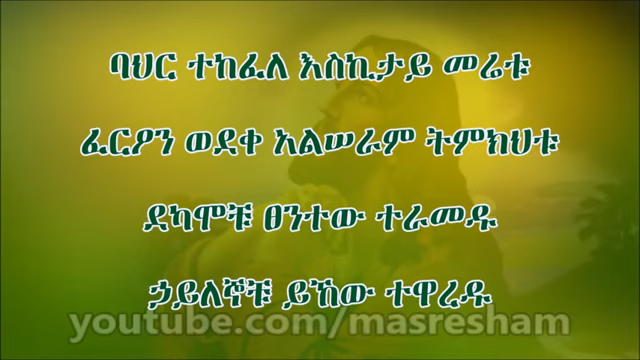 ባህር ተከፈለ እስኪታይ መሬቱ
ፈርዖን ወደቀ አልሠራም ትምክህቱ
ደካሞቹ ፀንተው ተራመዱ
ኃይለኞቹ ይኸው ተዋረዱ
youtube.com/masresham